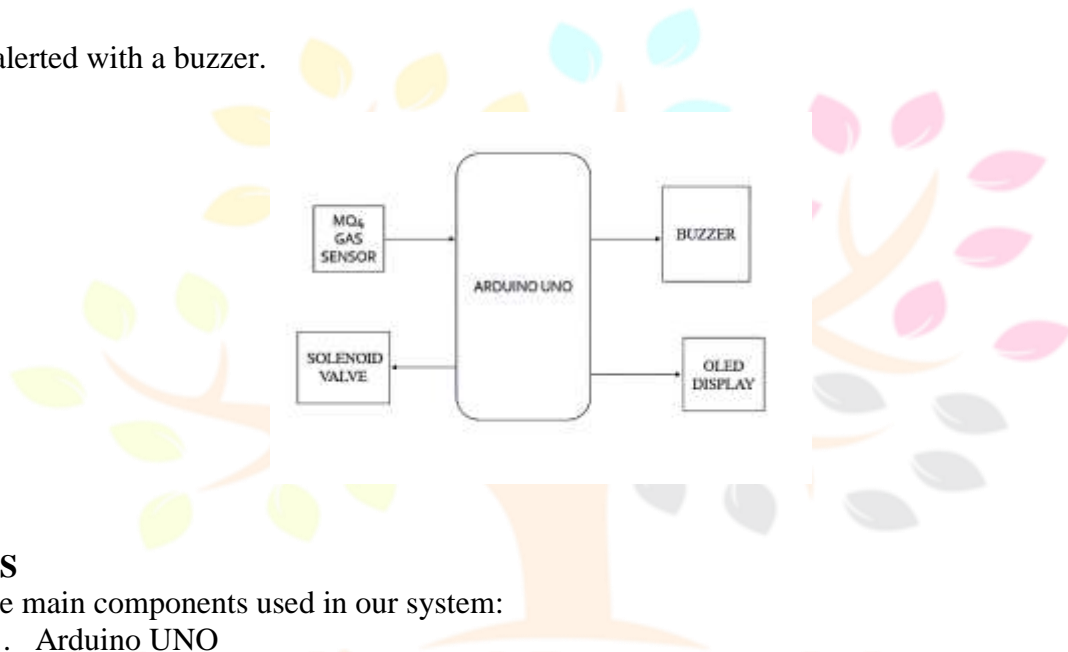 alerted with a buzzer.
MQ4
GAS
SENSOR
BUZZER
ARDUINO UNO
SOLENOID
VALVE
OLED
DISPLAY
S
e main components used in our system:
. Arduino UNO